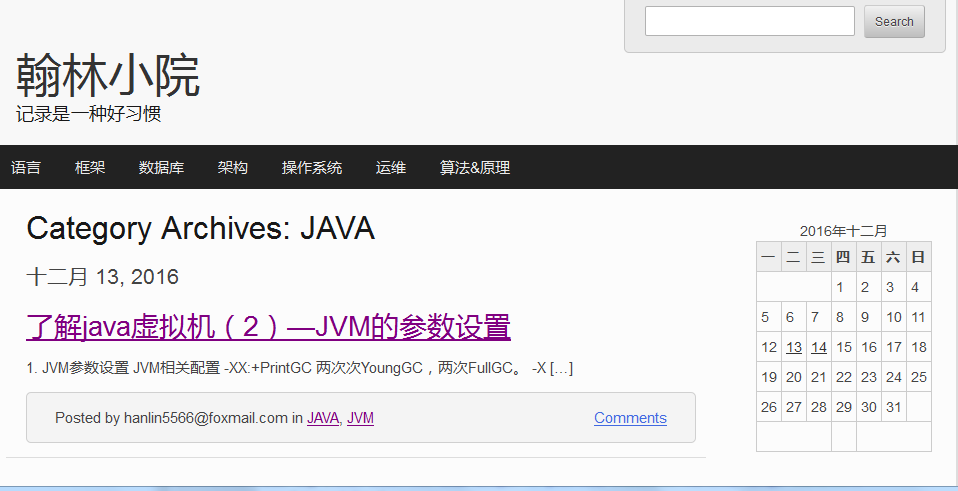 Search
翰林小院
记录是一种好习惯
语言 框架 数据库 架构 操作系统 运维 算法&原理
Category Archives: JAVA
十二月 13, 2016
了解java虚拟机（2）—JVM的参数设置
1. JVM参数设置 JVM相关配置 -XX:+PrintGC 两次次YoungGC，两次FullGC。 -X […]
Posted by hanlin5566@foxmail.com in JAVA, JVM Comments
2016年十二月
一 二 三 四 五 六 日
1 2 3 4
5 6 7 8 9 10 11
12 13 14 15 16 17 18
19 20 21 22 23 24 25
26 27 28 29 30 31